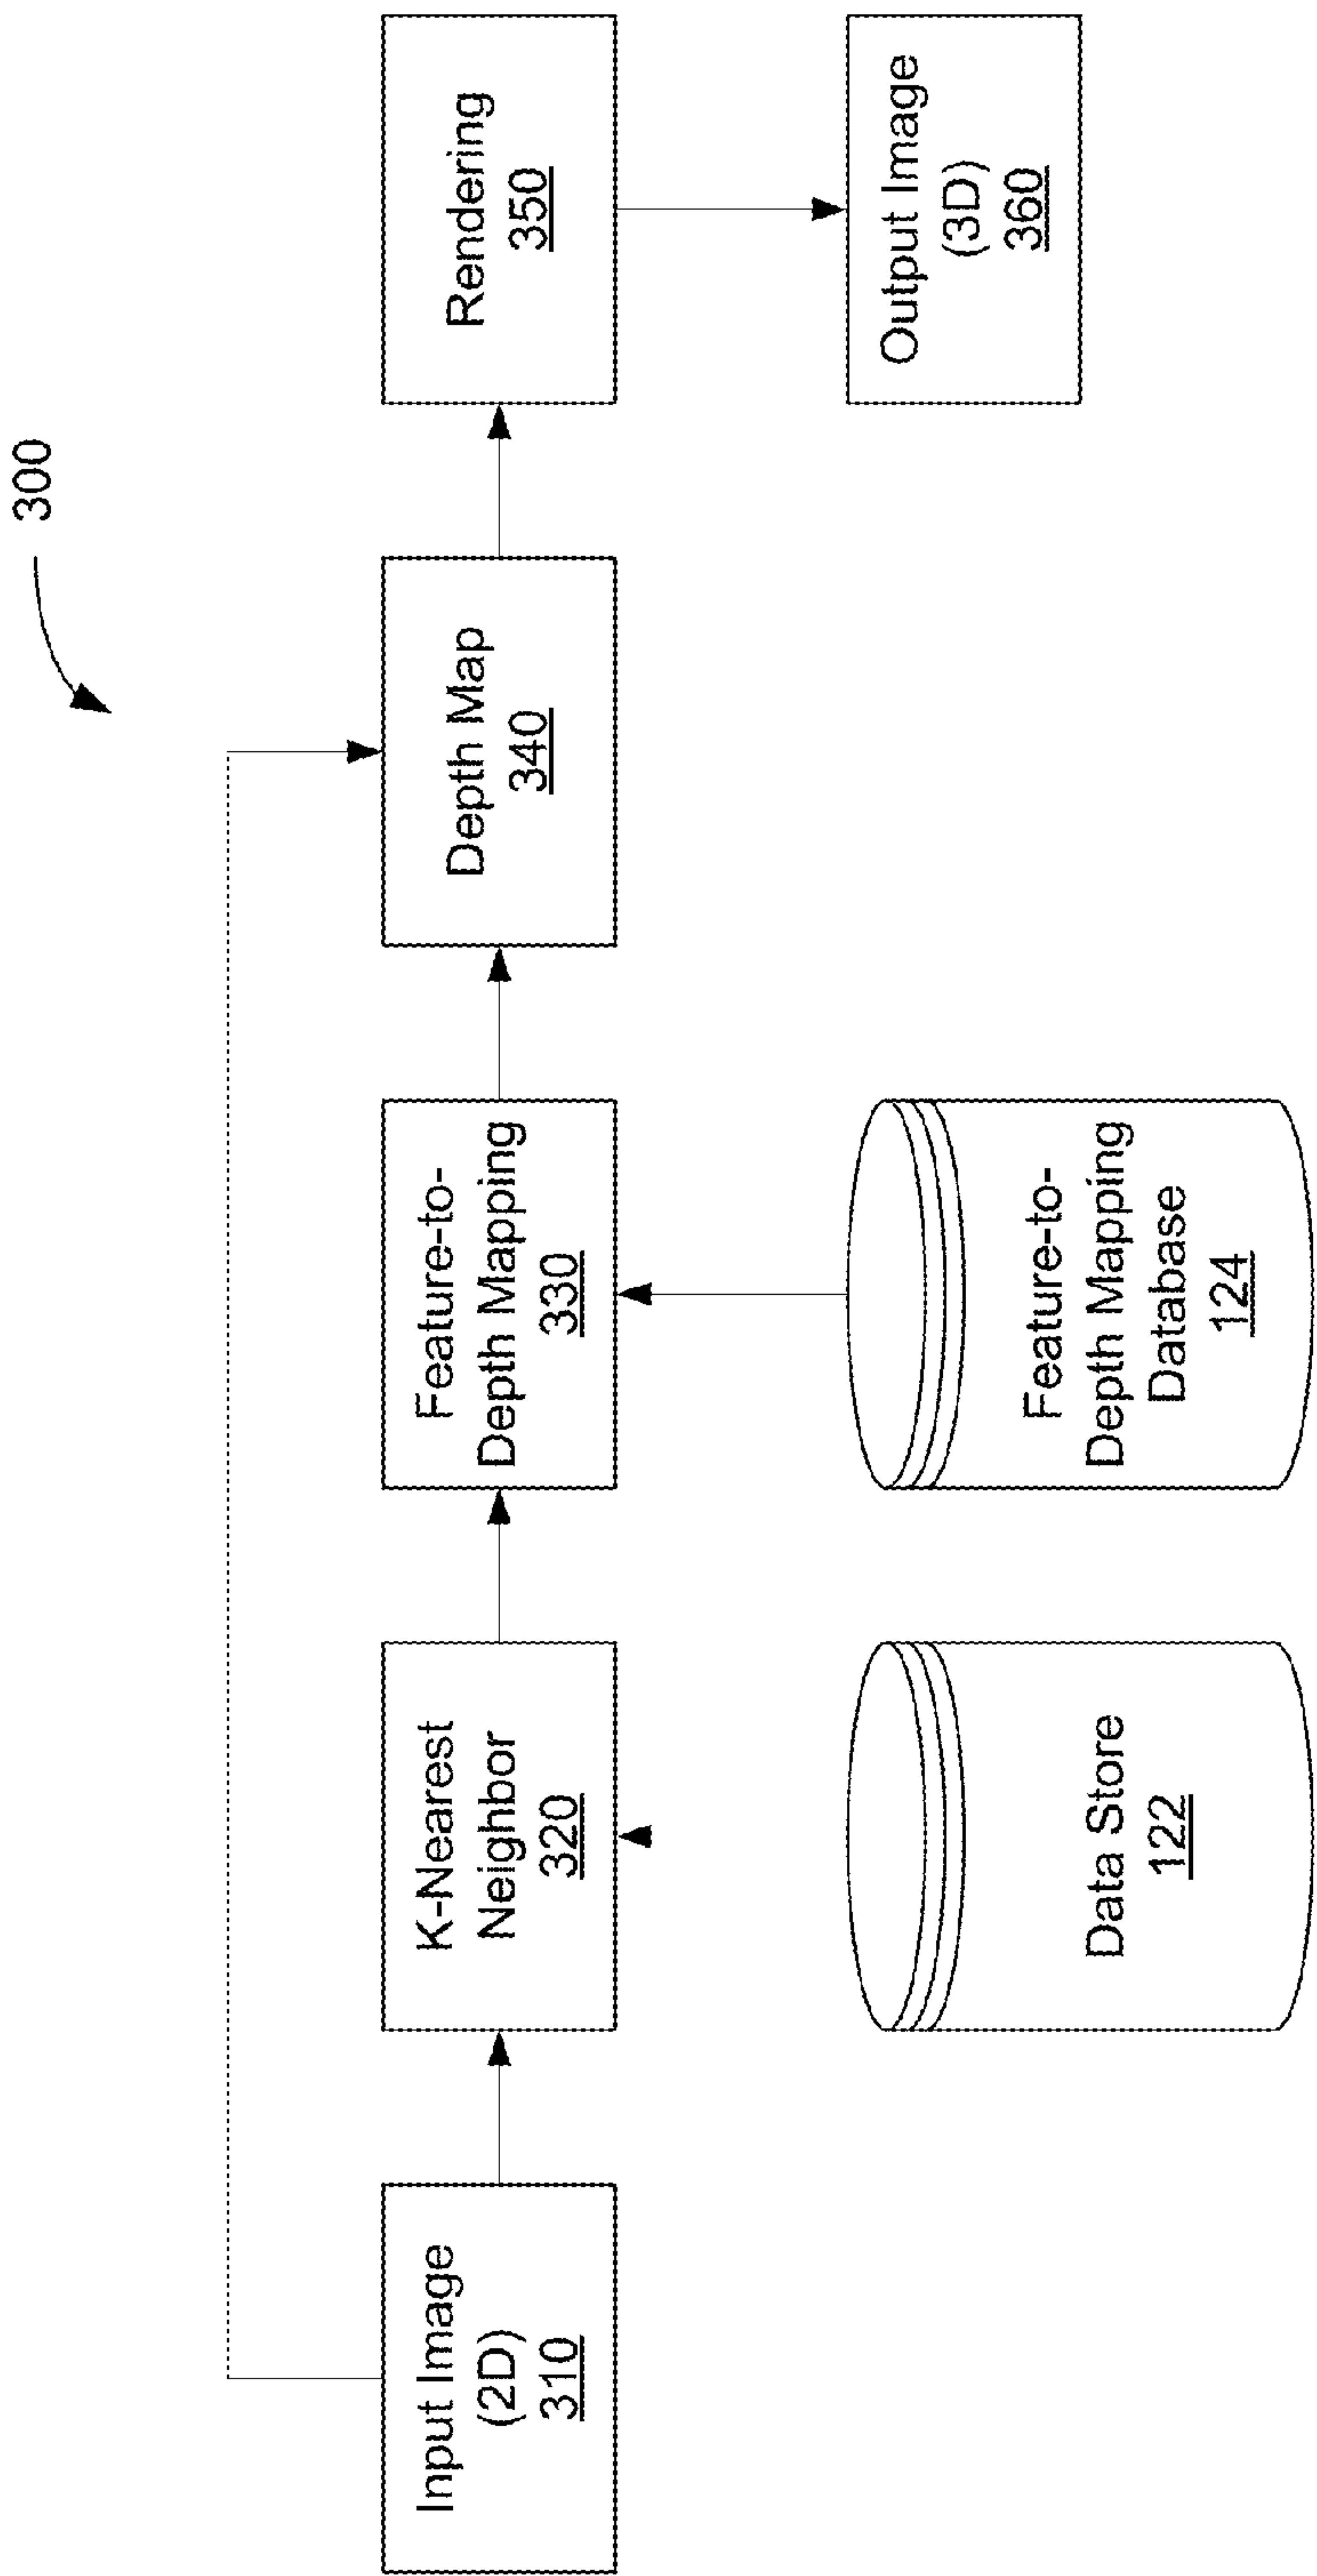 300
Input Image
(2D)
310
K-Nearest
Neighbor
320
Feature-to-
Depth Mapping
330
Depth Map
340
Rendering
350
Data Store
122
Feature-to-
Depth Mapping
Database
124
Output Image
(3D)
360